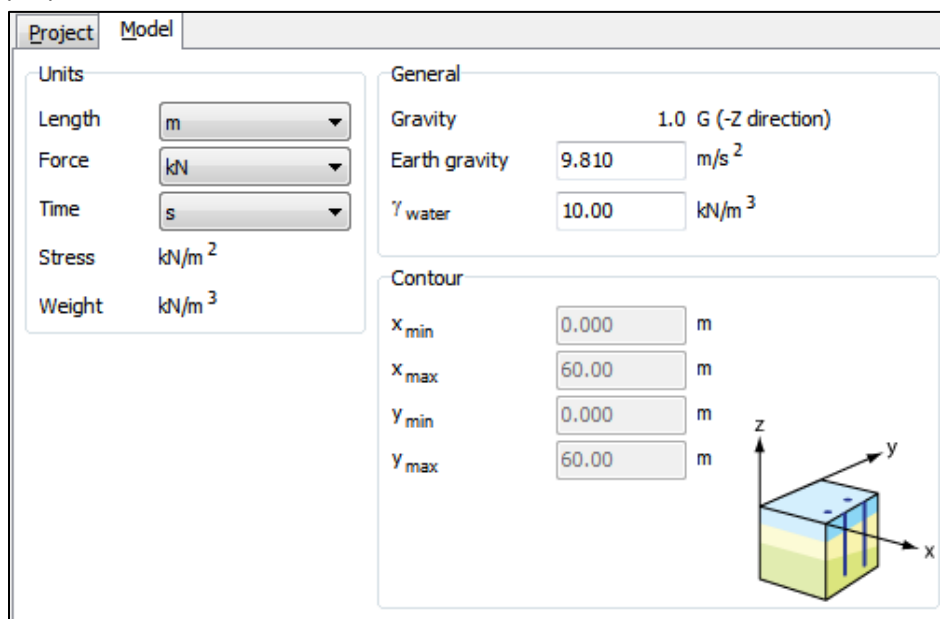 Project Model
Units
Length m
Force kN
Time s
Stress kN/m 2
Weight kN/m 3
General
Gravity 1.0 G (-Z direction)
Earth gravity 9.810 m/s 2
γ water 10.00 kN/m 3
Contour
x min 0.000 m
x max 60.00 m
y min 0.000 m
y max 60.00 m
z
y
x